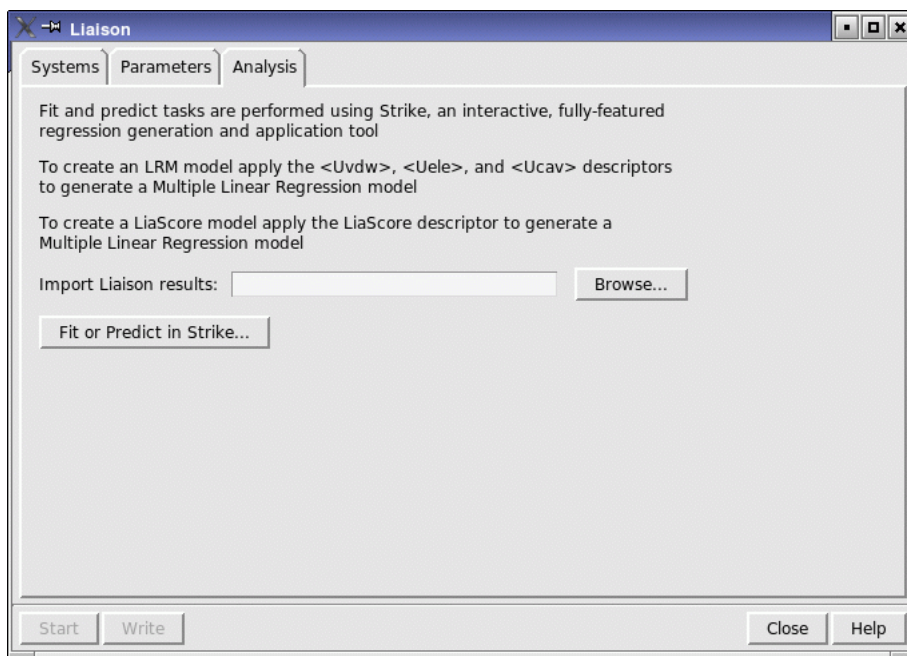 Liaison
Systems Parameters Analysis
Fit and predict tasks are performed using Strike, an interactive, fully-featured
regression generation and application tool
To create an LRM model apply the <Uvdw>, <Uele>, and <Ucav> descriptors
to generate a Multiple Linear Regression model
To create a LiaScore model apply the LiaScore descriptor to generate a
Multiple Linear Regression model
Import Liaison results: Browse...
Fit or Predict in Strike...
Start Write Close Help